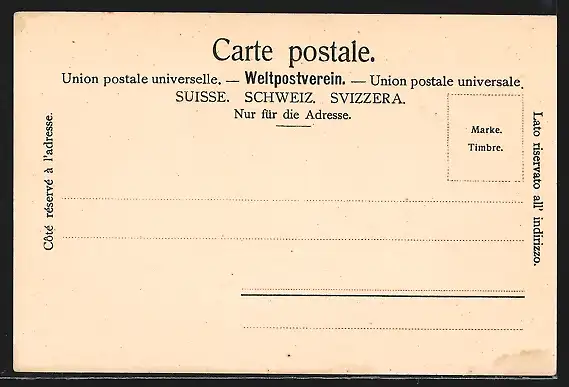 Carte postale.
Union postale universelle. — Weltpostverein. — Union postale universale.
SUISSE. SCHWEIZ. SVIZZERA.
Nur für die Adresse.
Marke.
Timbre.
Côté réservé à l'adresse.
Lato riservato all' indirizzo.